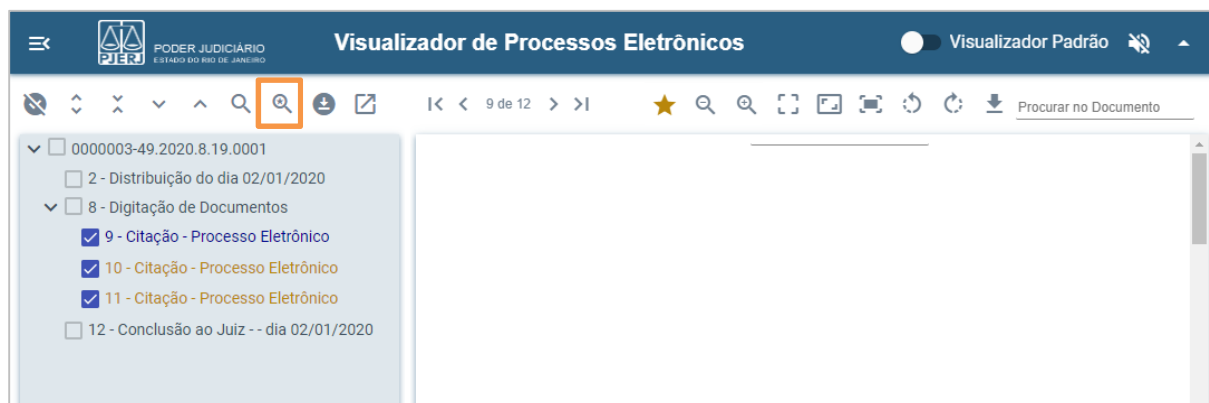 PJERJ
PODER JUDICIÁRIO
ESTADO DO RIO DE JANEIRO
Visualizador de Processos Eletrônicos
Visualizador Padrão
9 de 12
Procurar no Documento
0000003-49.2020.8.19.0001
2 - Distribuição do dia 02/01/2020
8 - Digitação de Documentos
9 - Citação - Processo Eletrônico
10 - Citação - Processo Eletrônico
11 - Citação - Processo Eletrônico
12 - Conclusão ao Juiz - - dia 02/01/2020